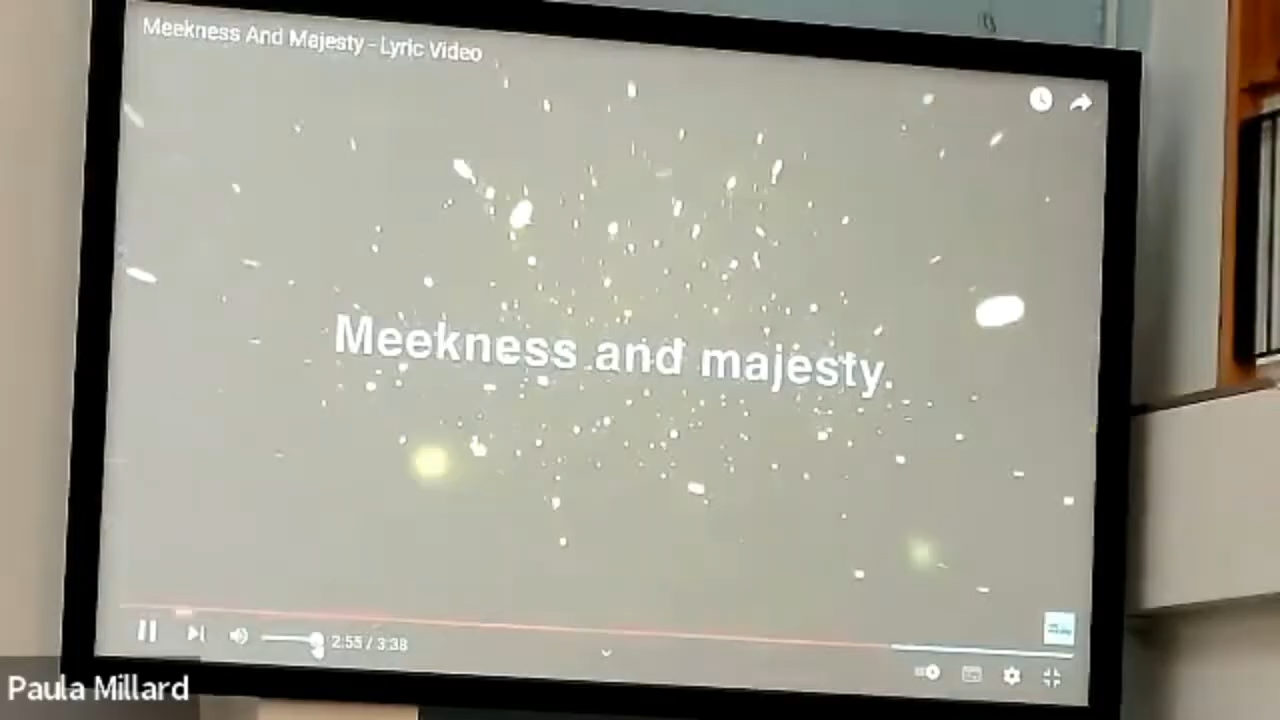 Meekness And Majesty - Lyric Video
Meekness and majesty.
2:55 / 3:38
Paula Millard